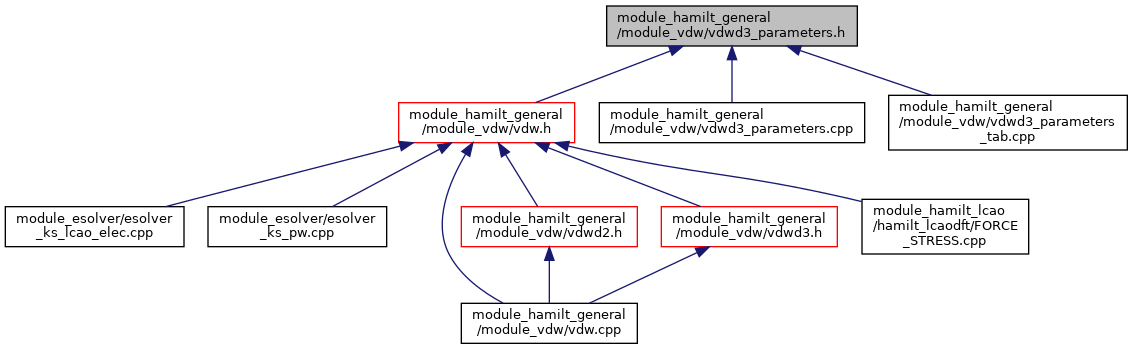 module_hamilt_general
/module_vdw/vdwd3_parameters.h
module_hamilt_general
/module_vdw/vdw.h
module_hamilt_general
/module_vdw/vdwd3_parameters.cpp
module_hamilt_general
/module_vdw/vdwd3_parameters
_tab.cpp
module_esolver/esolver
_ks_lcao_elec.cpp
module_esolver/esolver
_ks_pw.cpp
module_hamilt_general
/module_vdw/vdwd2.h
module_hamilt_general
/module_vdw/vdwd3.h
module_hamilt_lcao
/hamilt_lcaodft/FORCE
_STRESS.cpp
module_hamilt_general
/module_vdw/vdw.cpp